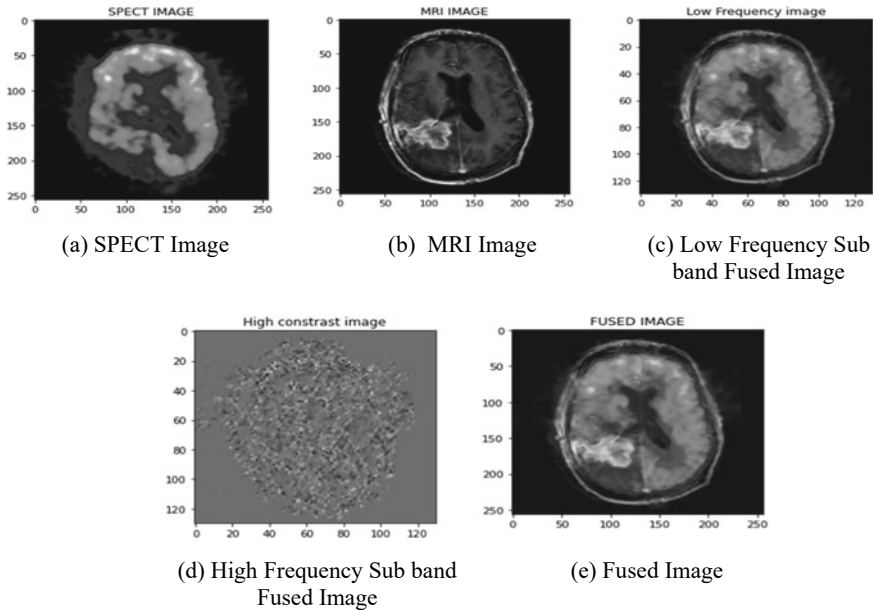 SPECT IMAGE
0
50
100
150
200
250
0 50 100 150 200 250
(a) SPECT Image
MRI IMAGE
0
50
100
150
200
250
0 50 100 150 200 250
(b) MRI Image
Low Frequency image
0
20
40
60
80
100
120
0 20 40 60 80 100 120
(c) Low Frequency Sub
band Fused Image
High constrast image
0
20
40
60
80
100
120
0 20 40 60 80 100 120
(d) High Frequency Sub band
Fused Image
FUSED IMAGE
0
50
100
150
200
250
0 50 100 150 200 250
(e) Fused Image